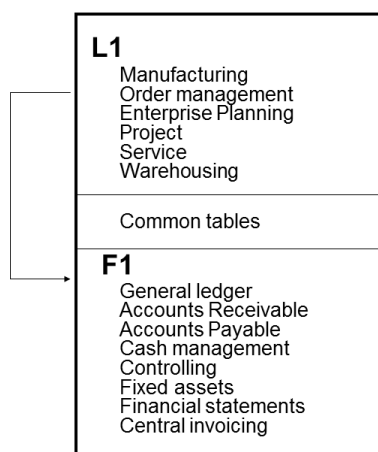 L1
Manufacturing
Order management
Enterprise Planning
Project
Service
Warehousing
Common tables
F1
General ledger
Accounts Receivable
Accounts Payable
Cash management
Controlling
Fixed assets
Financial statements
Central invoicing